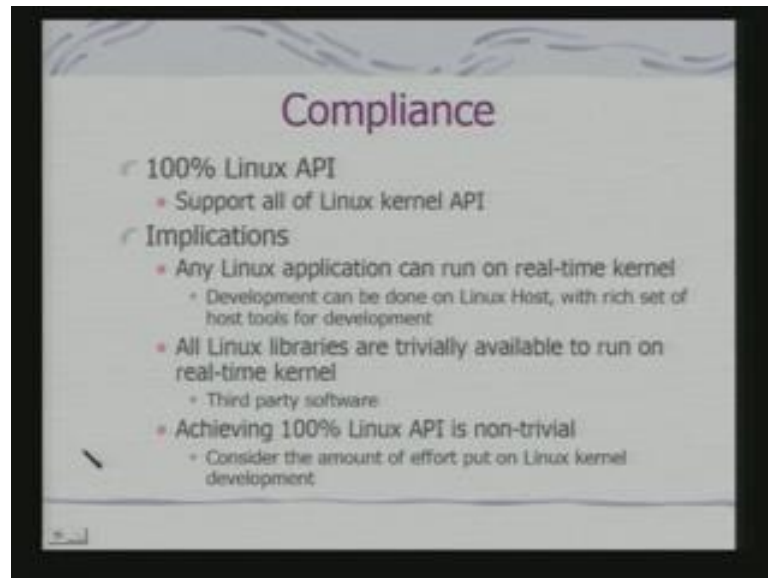 Compliance
100% Linux API
Support all of Linux kernel API
Implications
Any Linux application can run on real-time kernel
Development can be done on Linux Host, with rich set of
host tools for development
All Linux libraries are trivially available to run on
real-time kernel
Third party software
Achieving 100% Linux API is non-trivial
Consider the amount of effort put on Linux kernel
development